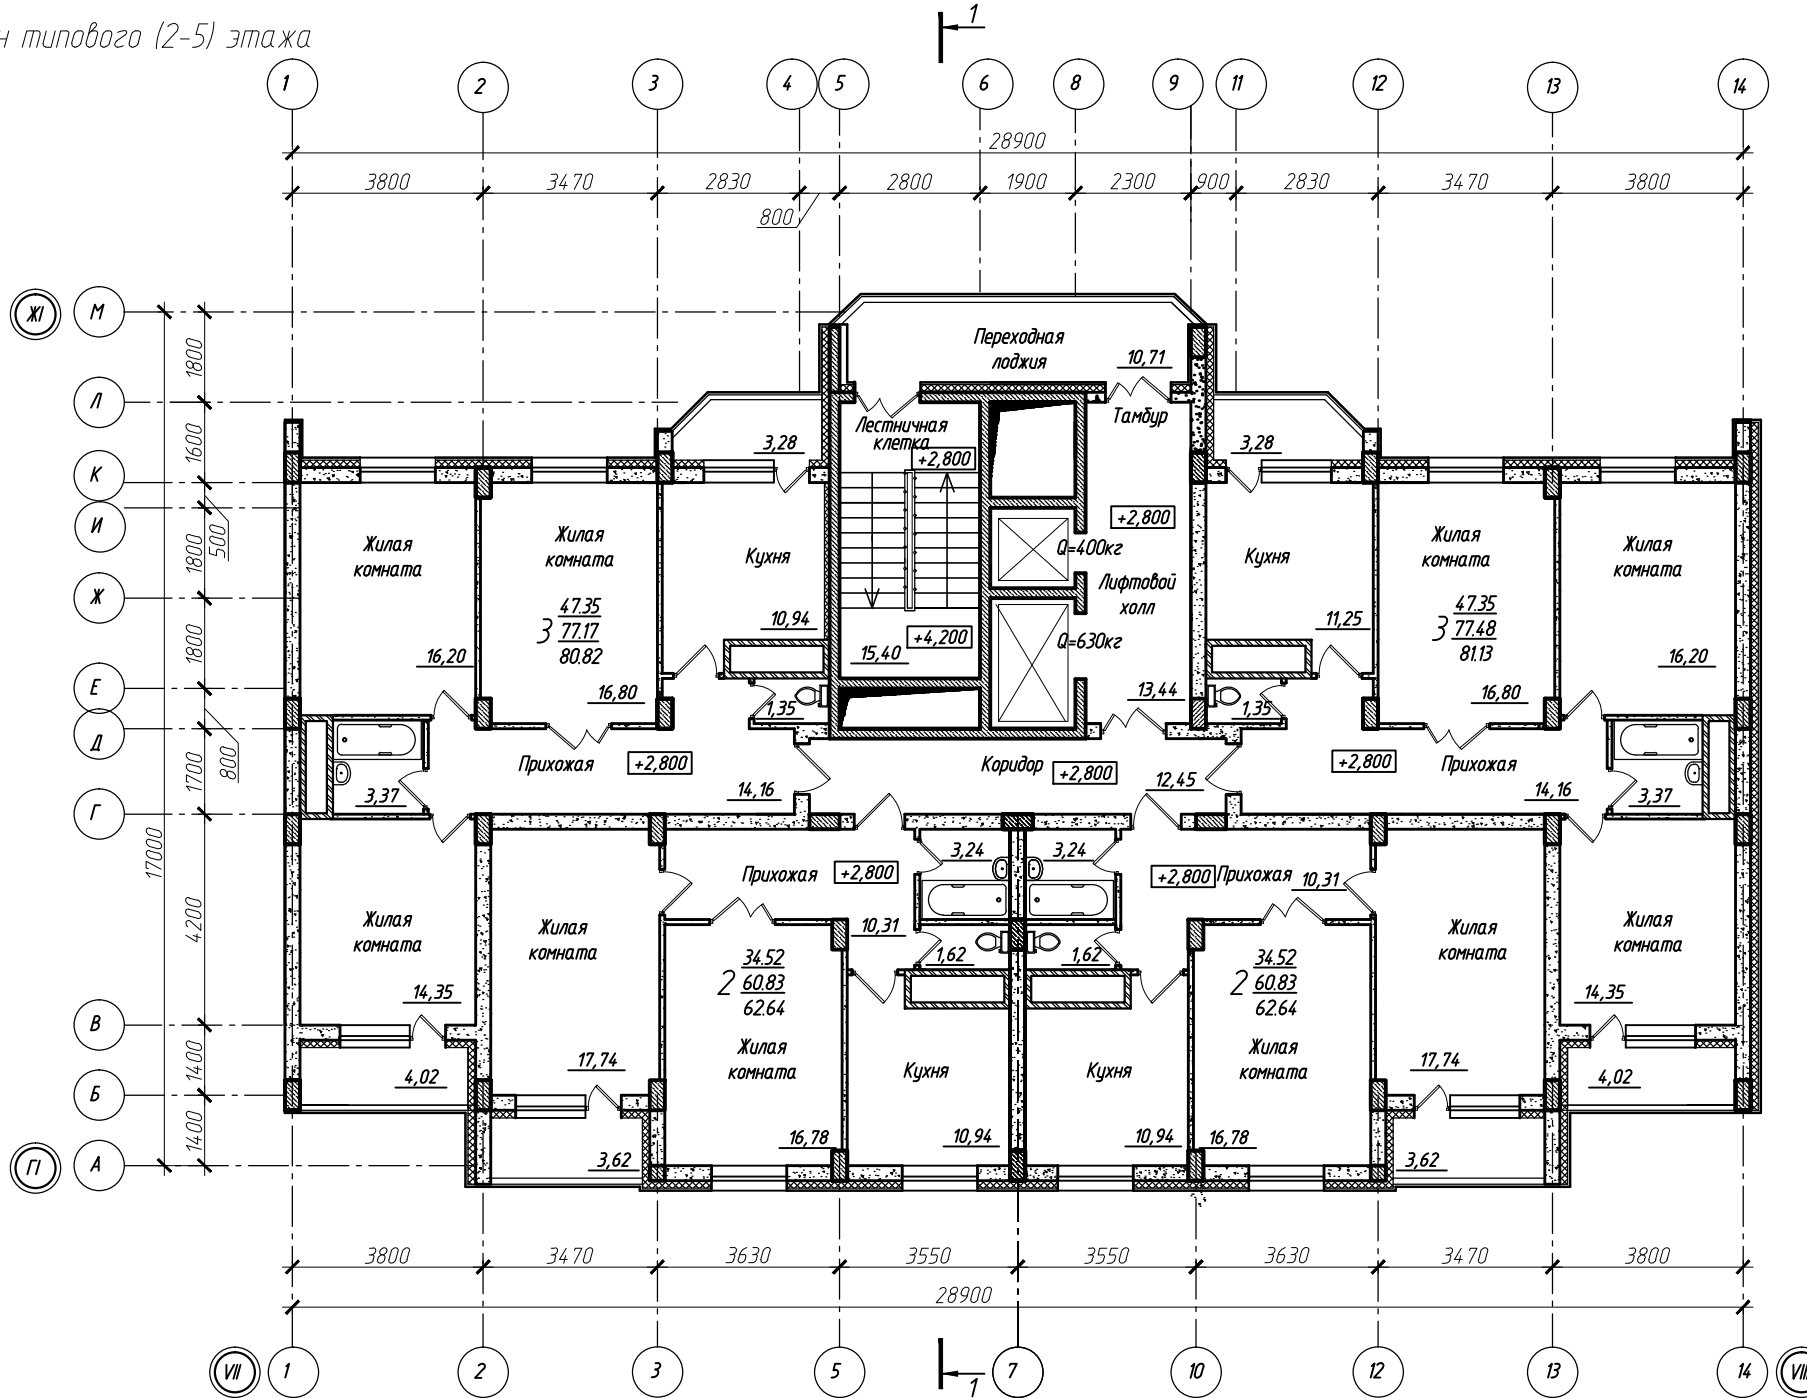 н типового (2-5) этажа
1
1 2 3 4 5 6 8 9 11 12 13 14
28900
3800 3470 2830 2800 1900 2300 900 2830 3470 3800
800
ЖI М
Л
К
И
Ж
Е
Д
Г
В
Б
ГI А
1800
1600
500
1800
1800
800
1700
17000
4200
1400
1400
Переходная
лоджия
10,71
Тамбур
Лестничная
клетка
+2,800
3,28
3,28
+2,800
Жилая
комната
Жилая
комната
Кухня
Q=400кг
Лифтовой
холл
Кухня
Жилая
комната
Жилая
комната
47.35
3 77.17
80.82
10,94
+4,200
15,40
Q=630кг
11,25
47.35
3 77.48
81.13
16,20
16,80
1,35
13,44
1,35
16,80
16,20
Прихожая
+2,800
Коридор
+2,800
+2,800
Прихожая
3,37
14,16
12,45
14,16
3,37
Прихожая
+2,800
3,24
3,24
+2,800
Прихожая
10,31
Жилая
комната
Жилая
комната
10,31
1,62
1,62
Жилая
комната
Жилая
комната
34.52
2 60.83
62.64
34.52
2 60.83
62.64
14,35
14,35
Жилая
комната
Кухня
Кухня
Жилая
комната
4,02
17,74
17,74
4,02
3,62
16,78
10,94
10,94
16,78
3,62
3800 3470 3630 3550 3550 3630 3470 3800
28900
VII 1 2 3 5 7 10 12 13 14 VII
1